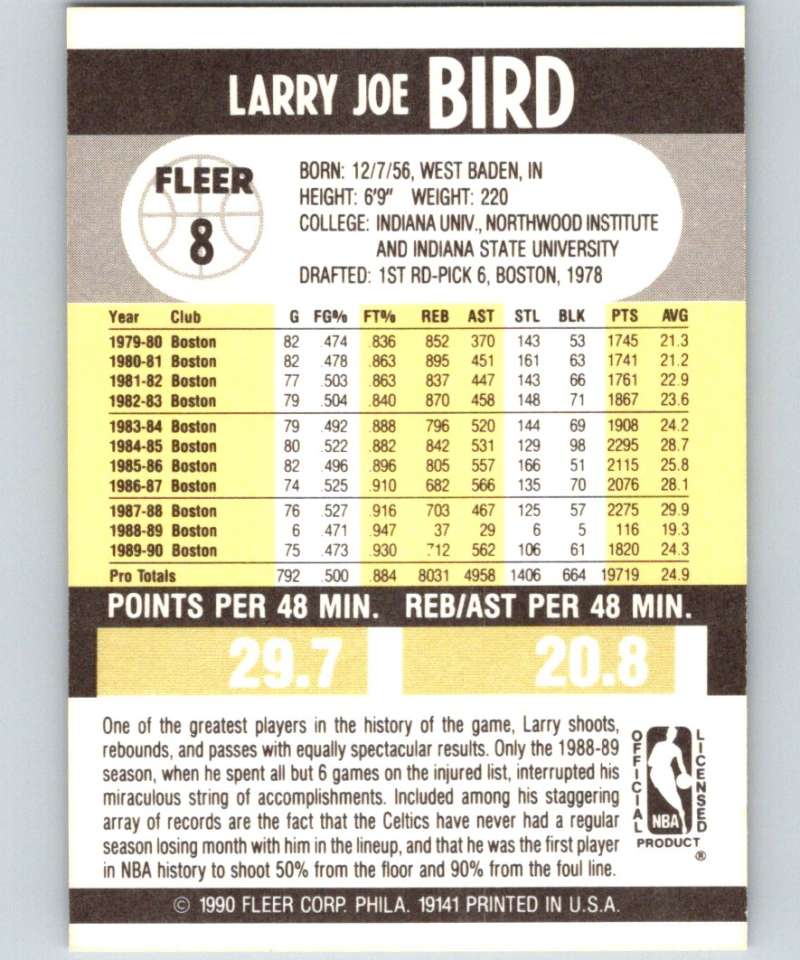 LARRY JOE BIRD
FLEER
8
BORN: 12/7/56, WEST BADEN, IN
HEIGHT: 6'9" WEIGHT: 220
COLLEGE: INDIANA UNIV., NORTHWOOD INSTITUTE
AND INDIANA STATE UNIVERSITY
DRAFTED: 1ST RD-PICK 6, BOSTON, 1978
Year Club G FG% FT% REB AST STL BLK PTS AVG
1979-80 Boston 82 .474 .836 852 370 143 53 1745 21.3
1980-81 Boston 82 .478 .863 895 451 161 63 1741 21.2
1981-82 Boston 77 .503 .863 837 447 143 66 1761 22.9
1982-83 Boston 79 .504 .840 870 458 148 71 1867 23.6
1983-84 Boston 79 .492 .888 796 520 144 69 1908 24.2
1984-85 Boston 80 .522 .882 842 531 129 98 2295 28.7
1985-86 Boston 82 .496 .896 805 557 166 51 2115 25.8
1986-87 Boston 74 .525 .910 682 566 135 70 2076 28.1
1987-88 Boston 76 .527 .916 703 467 125 57 2275 29.9
1988-89 Boston 6 .471 .947 37 29 6 5 116 19.3
1989-90 Boston 75 .473 .930 712 562 106 61 1820 24.3
Pro Totals 792 .500 .884 8031 4958 1406 664 19719 24.9
POINTS PER 48 MIN. REB/AST PER 48 MIN.
29.7 20.8
One of the greatest players in the history of the game, Larry shoots,
rebounds, and passes with equally spectacular results. Only the 1988-89
season, when he spent all but 6 games on the injured list, interrupted his
miraculous string of accomplishments. Included among his staggering
array of records are the fact that the Celtics have never had a regular
season losing month with him in the lineup, and that he was the first player
in NBA history to shoot 50% from the floor and 90% from the foul line.
OFFICIAL
NBA
LICENSED
PRODUCT
®
© 1990 FLEER CORP. PHILA. 19141 PRINTED IN U.S.A.